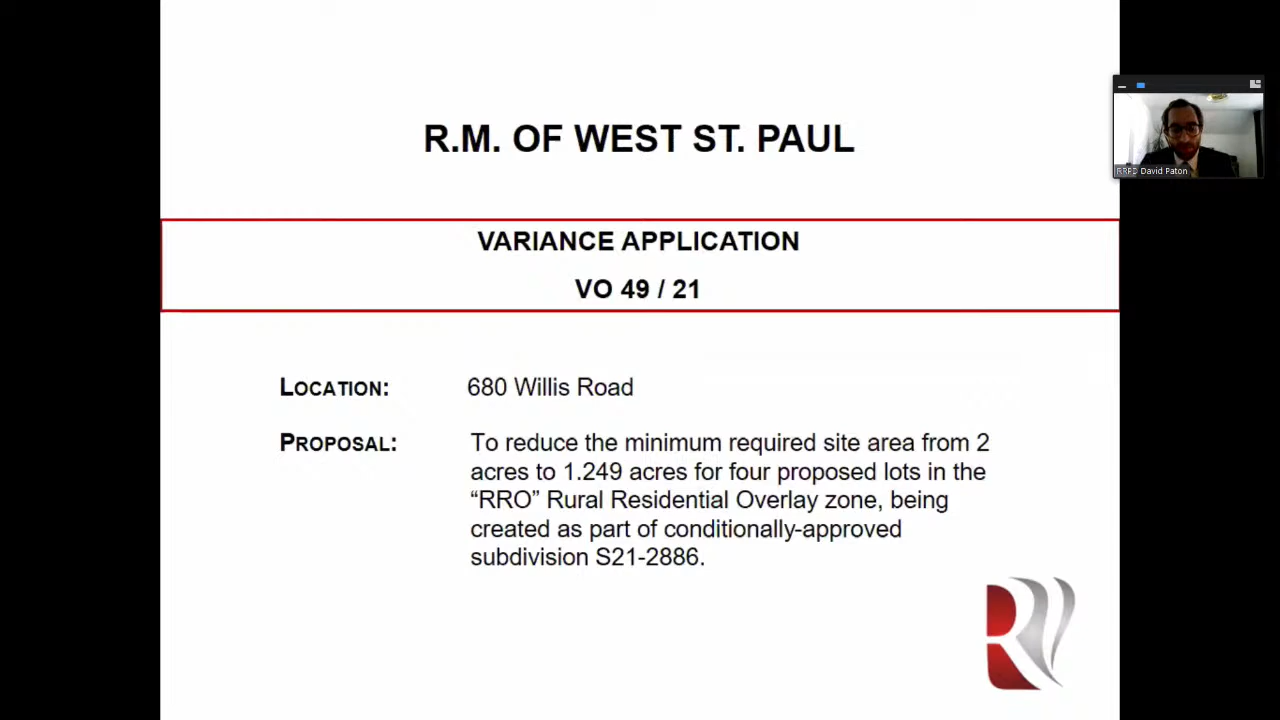 R.M. OF WEST ST. PAUL
RRPD David Paton
VARIANCE APPLICATION
VO 49 / 21
LOCATION: 680 Willis Road
PROPOSAL: To reduce the minimum required site area from 2
acres to 1.249 acres for four proposed lots in the
“RRO” Rural Residential Overlay zone, being
created as part of conditionally-approved
subdivision S21-2886.